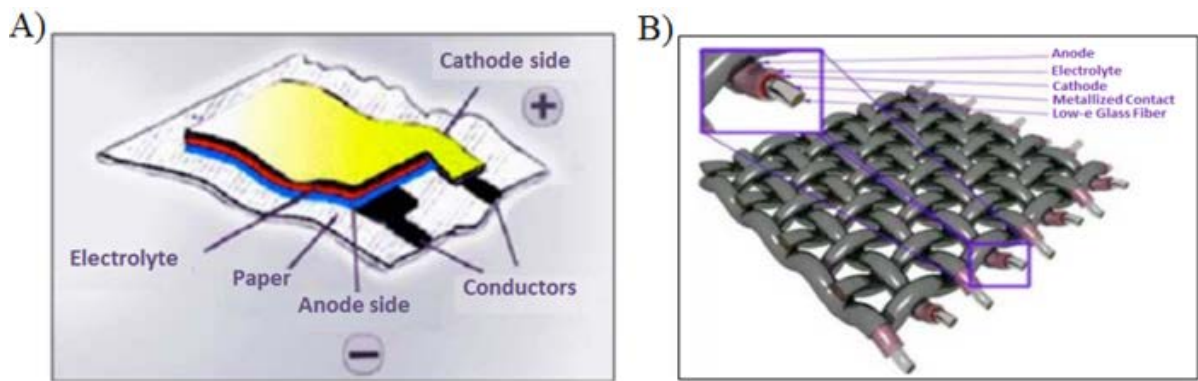 A)
Cathode side
+
Electrolyte
Paper
Anode side
Conductors
−
B)
Anode
Electrolyte
Cathode
Metallized Contact
Low-e Glass Fiber